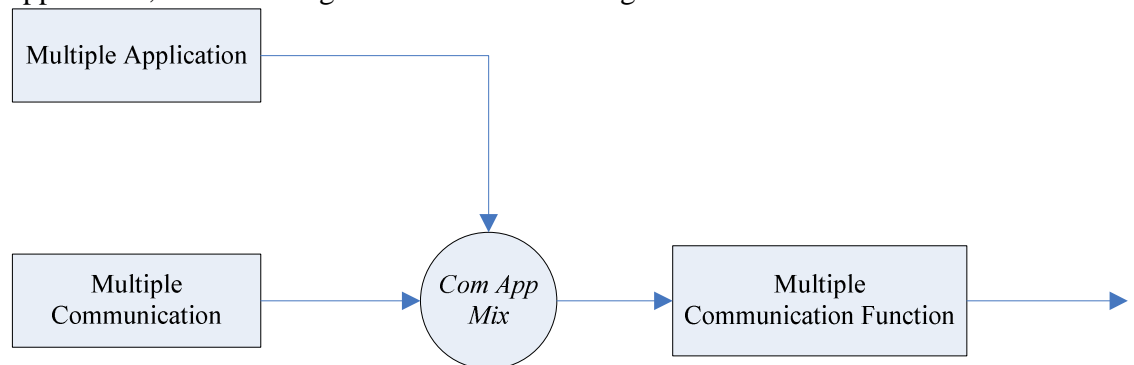 Multiple Application
Multiple
Communication
Com App
Mix
Multiple
Communication Function